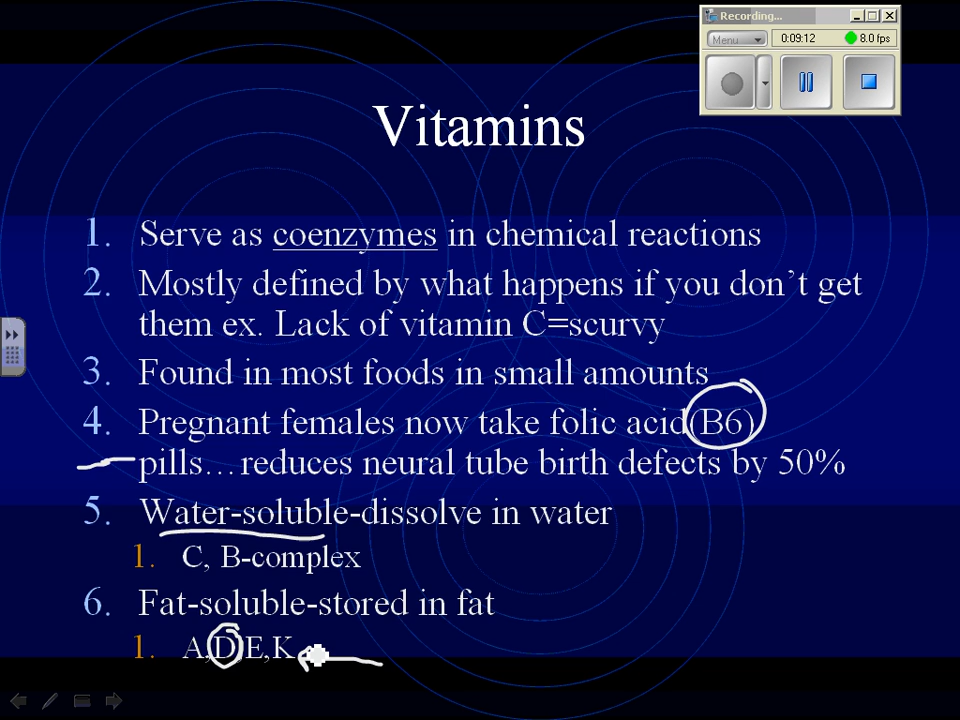 Recording...
Menu
0:09:12
8.0 fps
Vitamins
1. Serve as coenzymes in chemical reactions
2. Mostly defined by what happens if you don't get
them ex. Lack of vitamin C=scurvy
3. Found in most foods in small amounts
4. Pregnant females now take folic acid(B6)
pills...reduces neural tube birth defects by 50%
5. Water-soluble-dissolve in water
1. C, B-complex
6. Fat-soluble-stored in fat
1. A,D,E,K